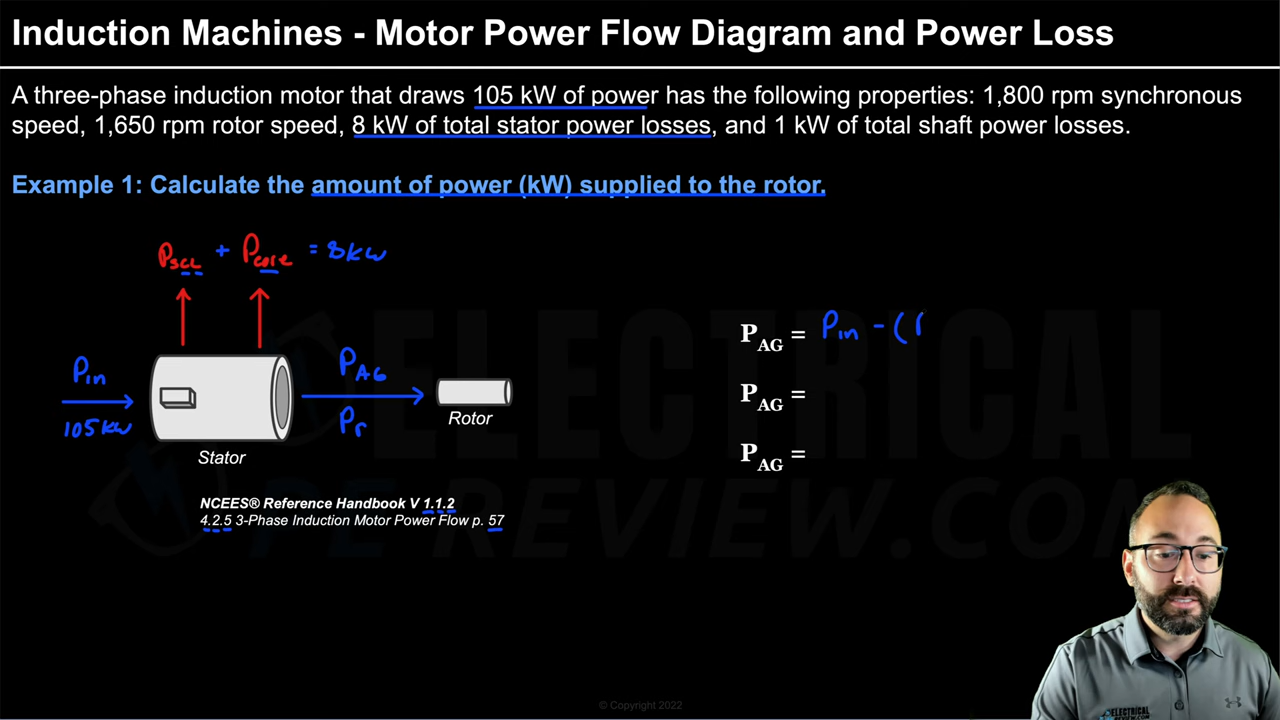 Induction Machines - Motor Power Flow Diagram and Power Loss
A three-phase induction motor that draws 105 kW of power has the following properties: 1,800 rpm synchronous
speed, 1,650 rpm rotor speed, 8 kW of total stator power losses, and 1 kW of total shaft power losses.
Example 1: Calculate the amount of power (kW) supplied to the rotor.
PSCL + Pcore = 8kW
PAG = Pin - (P
Pin
PAG
105kW
Pr
Rotor
Stator
PAG =
PAG =
NCEES® Reference Handbook V 1.1.2
4.2.5 3-Phase Induction Motor Power Flow p. 57
ELECTRICAL
PE REVIEW.COM
ELECTRICAL
© Copyright 2022